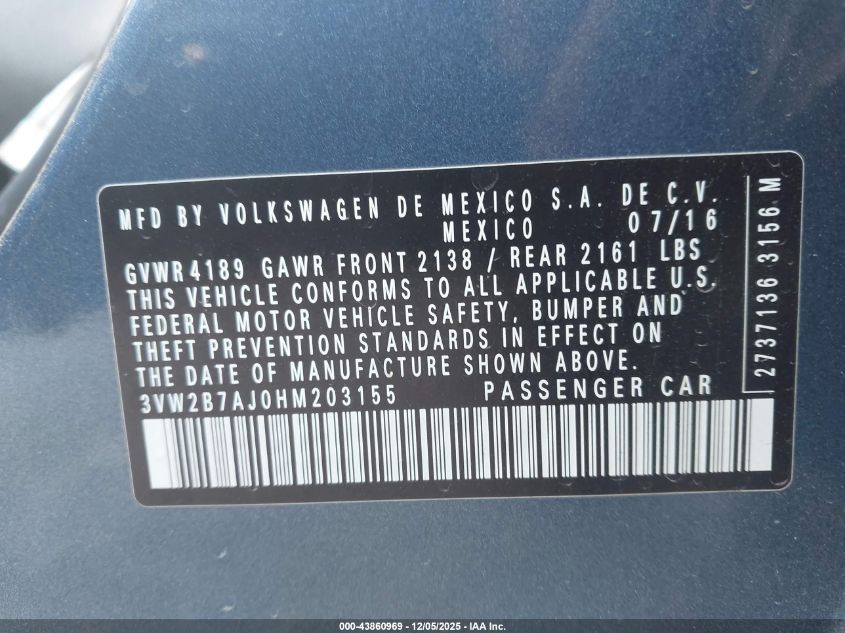 MFD BY VOLKSWAGEN DE MEXICO S.A. DE C.V.
MEXICO 07/16
GVWR 4189 GAWR FRONT 2138 / REAR 2161 LBS
THIS VEHICLE CONFORMS TO ALL APPLICABLE U.S.
FEDERAL MOTOR VEHICLE SAFETY, BUMPER AND
THEFT PREVENTION STANDARDS IN EFFECT ON
THE DATE OF MANUFACTURE SHOWN ABOVE.
3VW2B7AJ0HM203155 PASSENGER CAR
2737136 3156 M
000-43860969 - 12/05/2025 - IAA Inc.